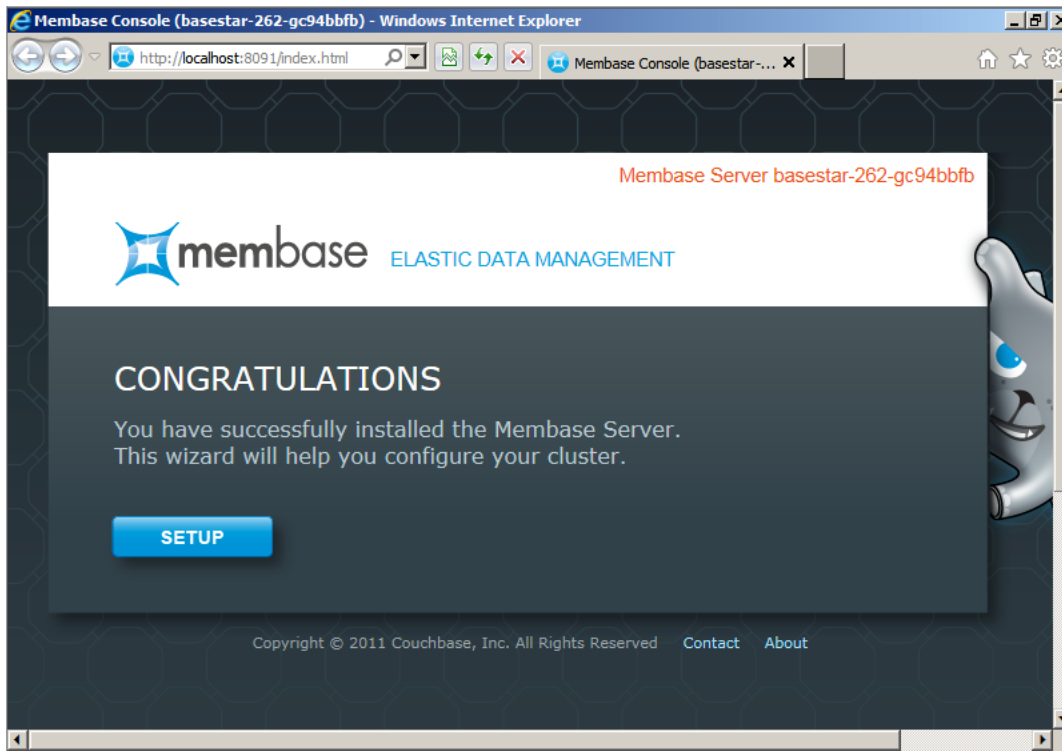 Membase Console (basestar-262-gc94bbfb) - Windows Internet Explorer
http://localhost:8091/index.html
Membase Console (basestar-...
Membase Server basestar-262-gc94bbfb
membase ELASTIC DATA MANAGEMENT
CONGRATULATIONS
You have successfully installed the Membase Server.
This wizard will help you configure your cluster.
SETUP
Copyright © 2011 Couchbase, Inc. All Rights Reserved Contact About